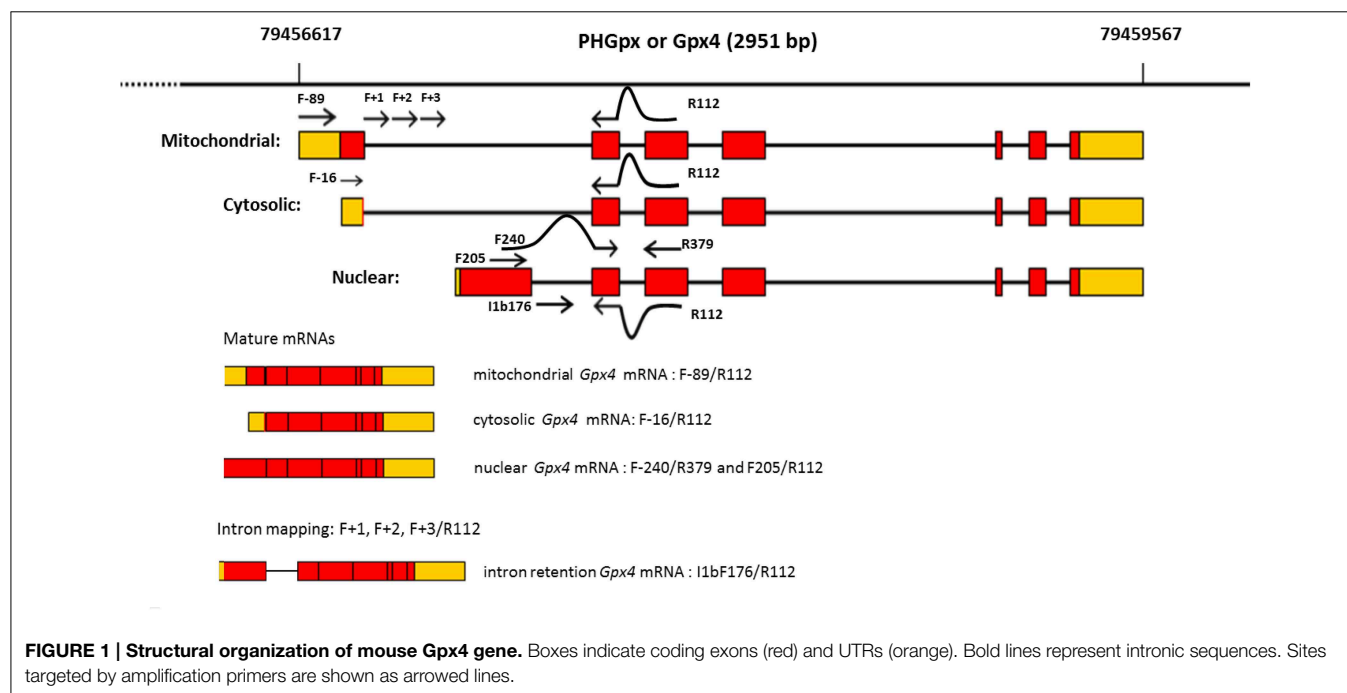 79456617 PHGpx or Gpx4 (2951 bp) 79459567
F-89 F+1 F+2 F+3 R112
Mitochondrial:
F-16 R112
Cytosolic:
F240 R379
F205
Nuclear:
I1b176 R112
Mature mRNAs
mitochondrial Gpx4 mRNA : F-89/R112
cytosolic Gpx4 mRNA: F-16/R112
nuclear Gpx4 mRNA : F-240/R379 and F205/R112
Intron mapping: F+1, F+2, F+3/R112
intron retention Gpx4 mRNA : I1bF176/R112
FIGURE 1 | Structural organization of mouse Gpx4 gene. Boxes indicate coding exons (red) and UTRs (orange). Bold lines represent intronic sequences. Sites
targeted by amplification primers are shown as arrowed lines.